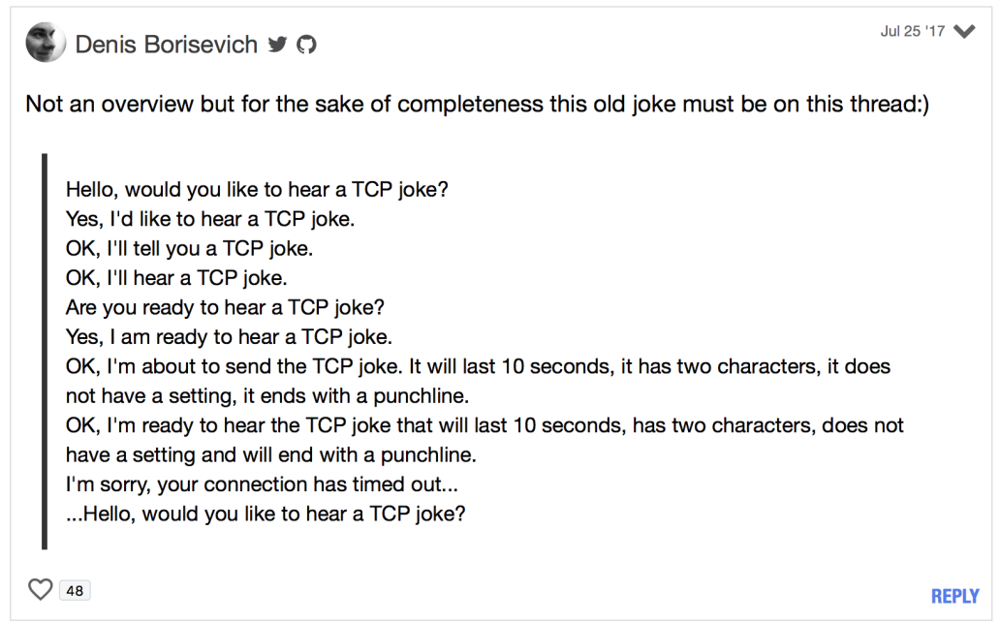 Denis Borisevich
Jul 25 '17
Not an overview but for the sake of completeness this old joke must be on this thread:)
Hello, would you like to hear a TCP joke?
Yes, I'd like to hear a TCP joke.
OK, I'll tell you a TCP joke.
OK, I'll hear a TCP joke.
Are you ready to hear a TCP joke?
Yes, I am ready to hear a TCP joke.
OK, I'm about to send the TCP joke. It will last 10 seconds, it has two characters, it does
not have a setting, it ends with a punchline.
OK, I'm ready to hear the TCP joke that will last 10 seconds, has two characters, does not
have a setting and will end with a punchline.
I'm sorry, your connection has timed out...
...Hello, would you like to hear a TCP joke?
48
REPLY